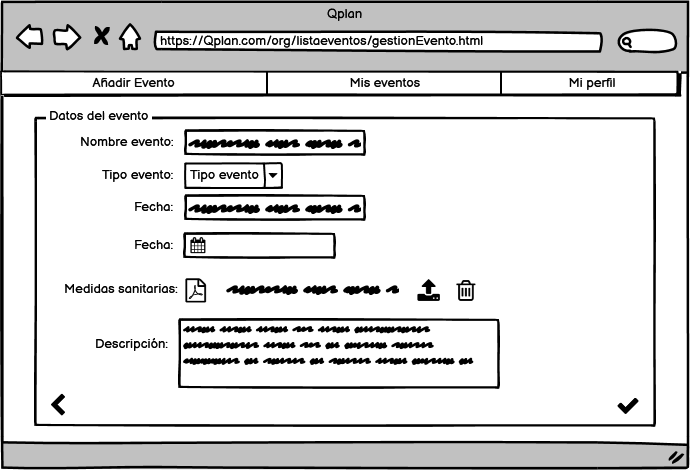 Qplan
https://Qplan.com/org/listaeventos/gestionEvento.html
Añadir Evento
Mis eventos
Mi perfil
Datos del evento
Nombre evento:
Tipo evento: Tipo evento
Fecha:
Fecha:
Medidas sanitarias:
Descripción: